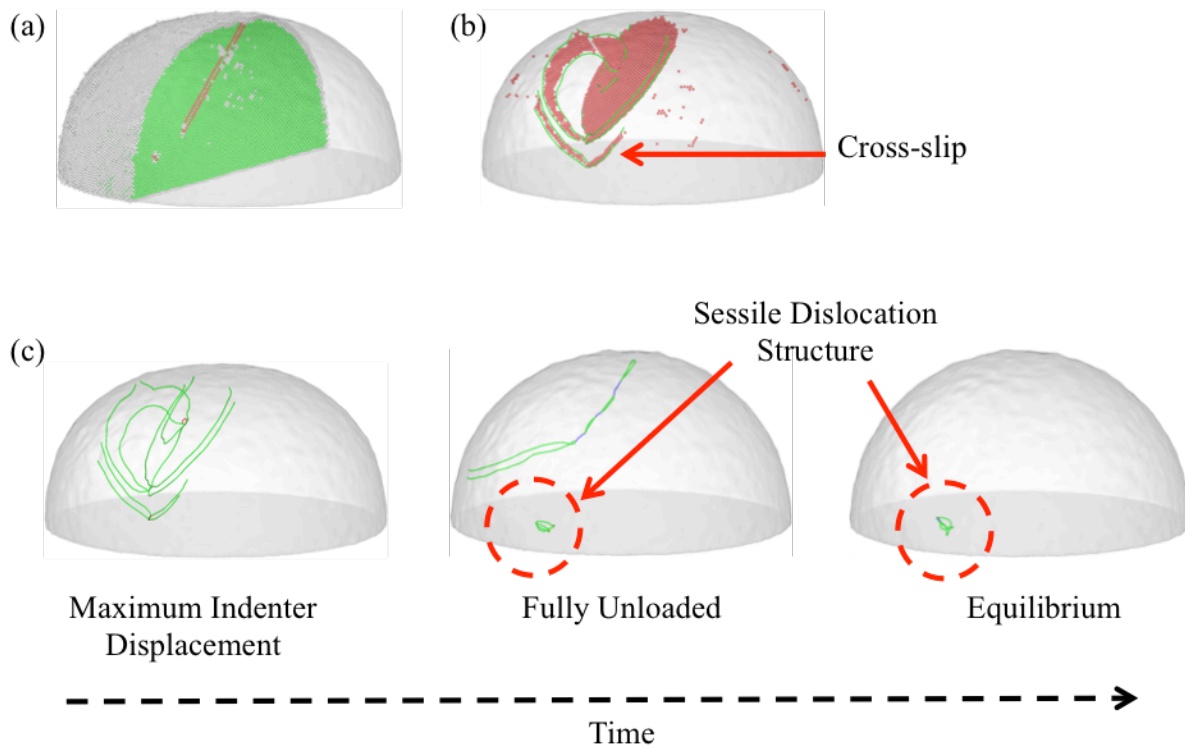 (a)
(b)
Cross-slip
Sessile Dislocation
Structure
(c)
Maximum Indenter
Displacement
Fully Unloaded
Equilibrium
Time